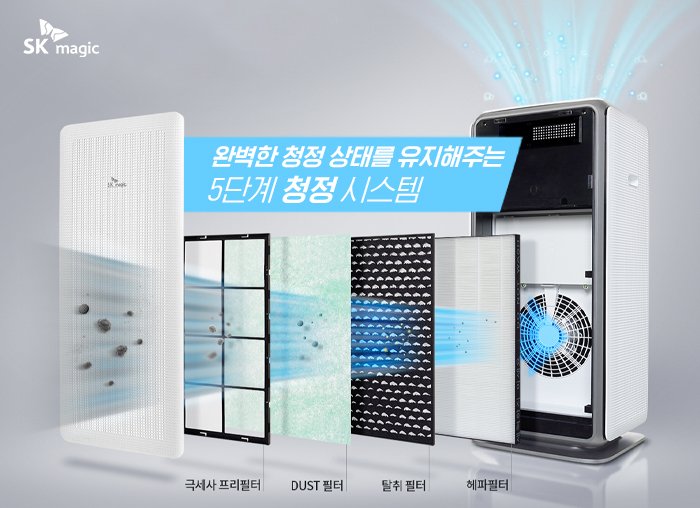 SK magic
완벽한 청정 상태를 유지해주는
5단계 청정 시스템
SK magic
극세사 프리필터
DUST 필터
탈취 필터
헤파필터